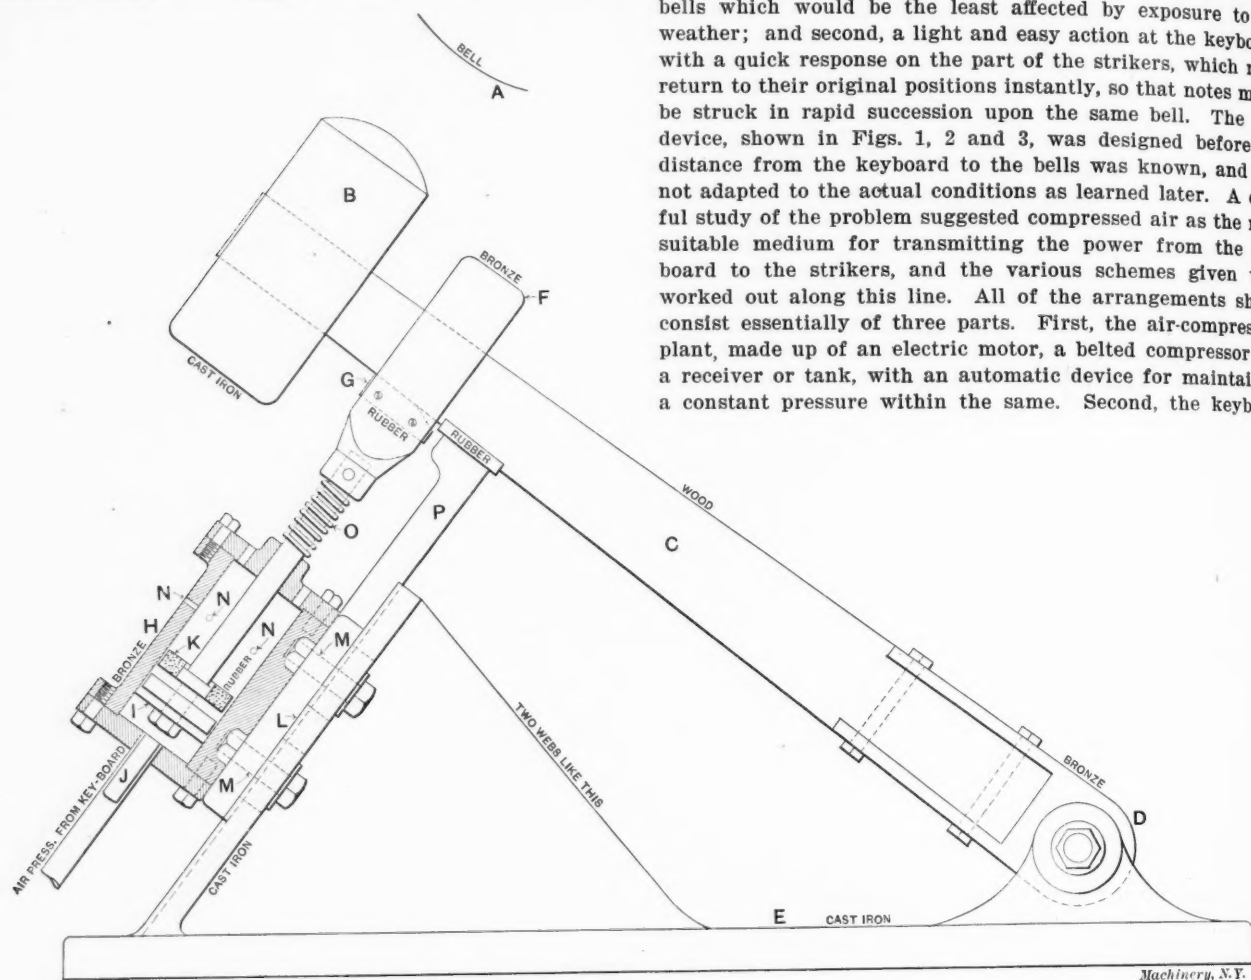 bells which would be the least affected by exposure to
weather; and second, a light and easy action at the keybo
with a quick response on the part of the strikers, which
return to their original positions instantly, so that notes m
be struck in rapid succession upon the same bell. The
device, shown in Figs. 1, 2 and 3, was designed before
distance from the keyboard to the bells was known, and
not adapted to the actual conditions as learned later. A
ful study of the problem suggested compressed air as the
suitable medium for transmitting the power from the
board to the strikers, and the various schemes given
worked out along this line. All of the arrangements sh
consist essentially of three parts. First, the air-compres
plant, made up of an electric motor, a belted compressor
a receiver or tank, with an automatic device for maintai
a constant pressure within the same. Second, the keyb
BELL
A
B
CAST IRON
BRONZE
F
G
RUBBER
RUBBER
WOOD
C
O
P
N
N
N
H
K
BRONZE
RUBBER
M
I
L
M
J
AIR PRESS. FROM KEY-BOARD
CAST IRON
TWO WEBS LIKE THIS
BRONZE
D
E
CAST IRON
Machinery, N.Y.